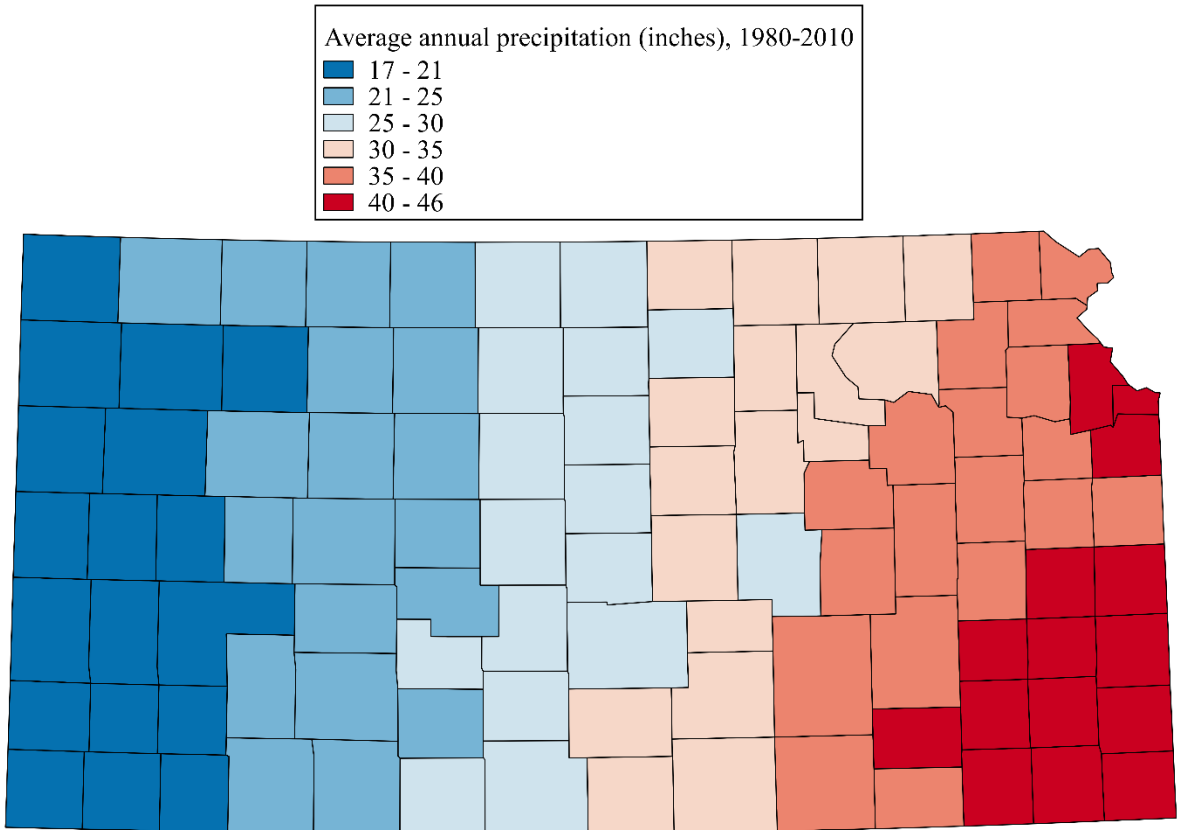 Average annual precipitation (inches), 1980-2010
17 - 21
21 - 25
25 - 30
30 - 35
35 - 40
40 - 46